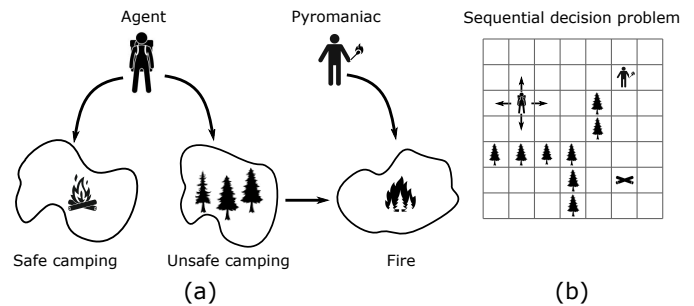 Agent
Pyromaniac
Sequential decision problem
Safe camping
Unsafe camping
Fire
(a)
(b)